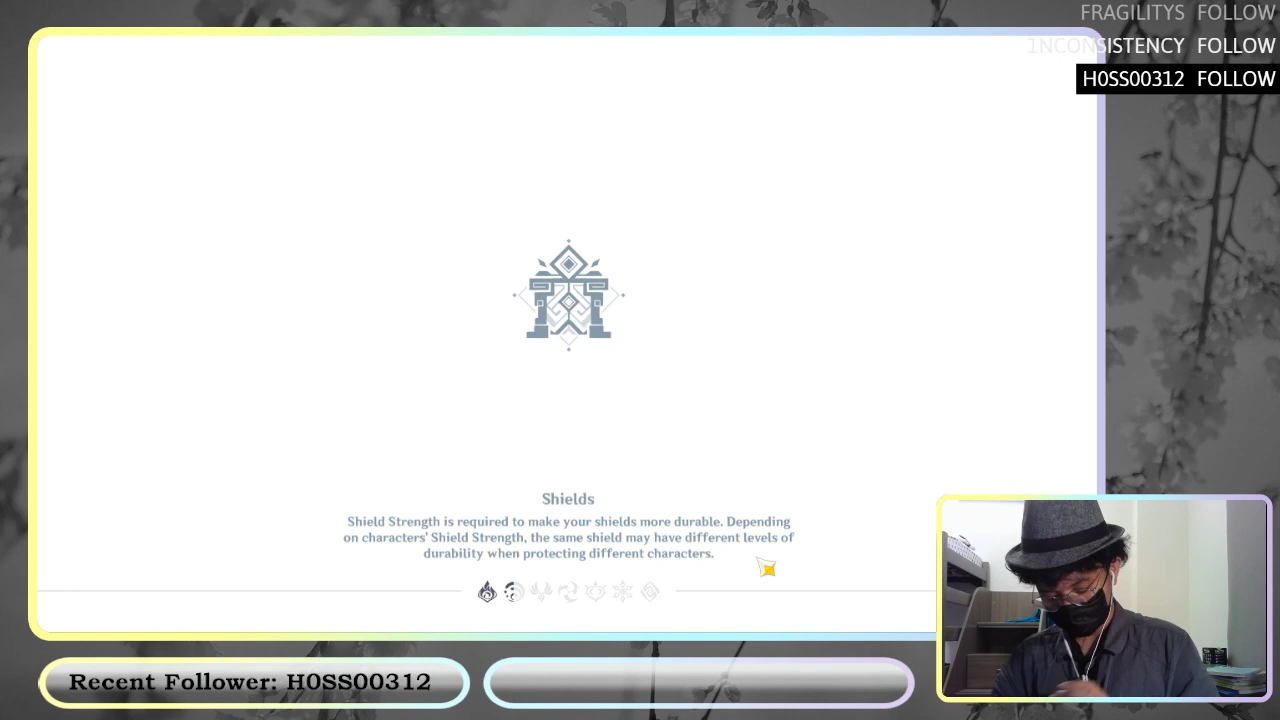 FRAGILITYS FOLLOW
1NCONSISTENCY FOLLOW
H0SS00312 FOLLOW
Shields
Shield Strength is required to make your shields more durable. Depending
on characters' Shield Strength, the same shield may have different levels of
durability when protecting different characters.
Recent Follower: H0SS00312